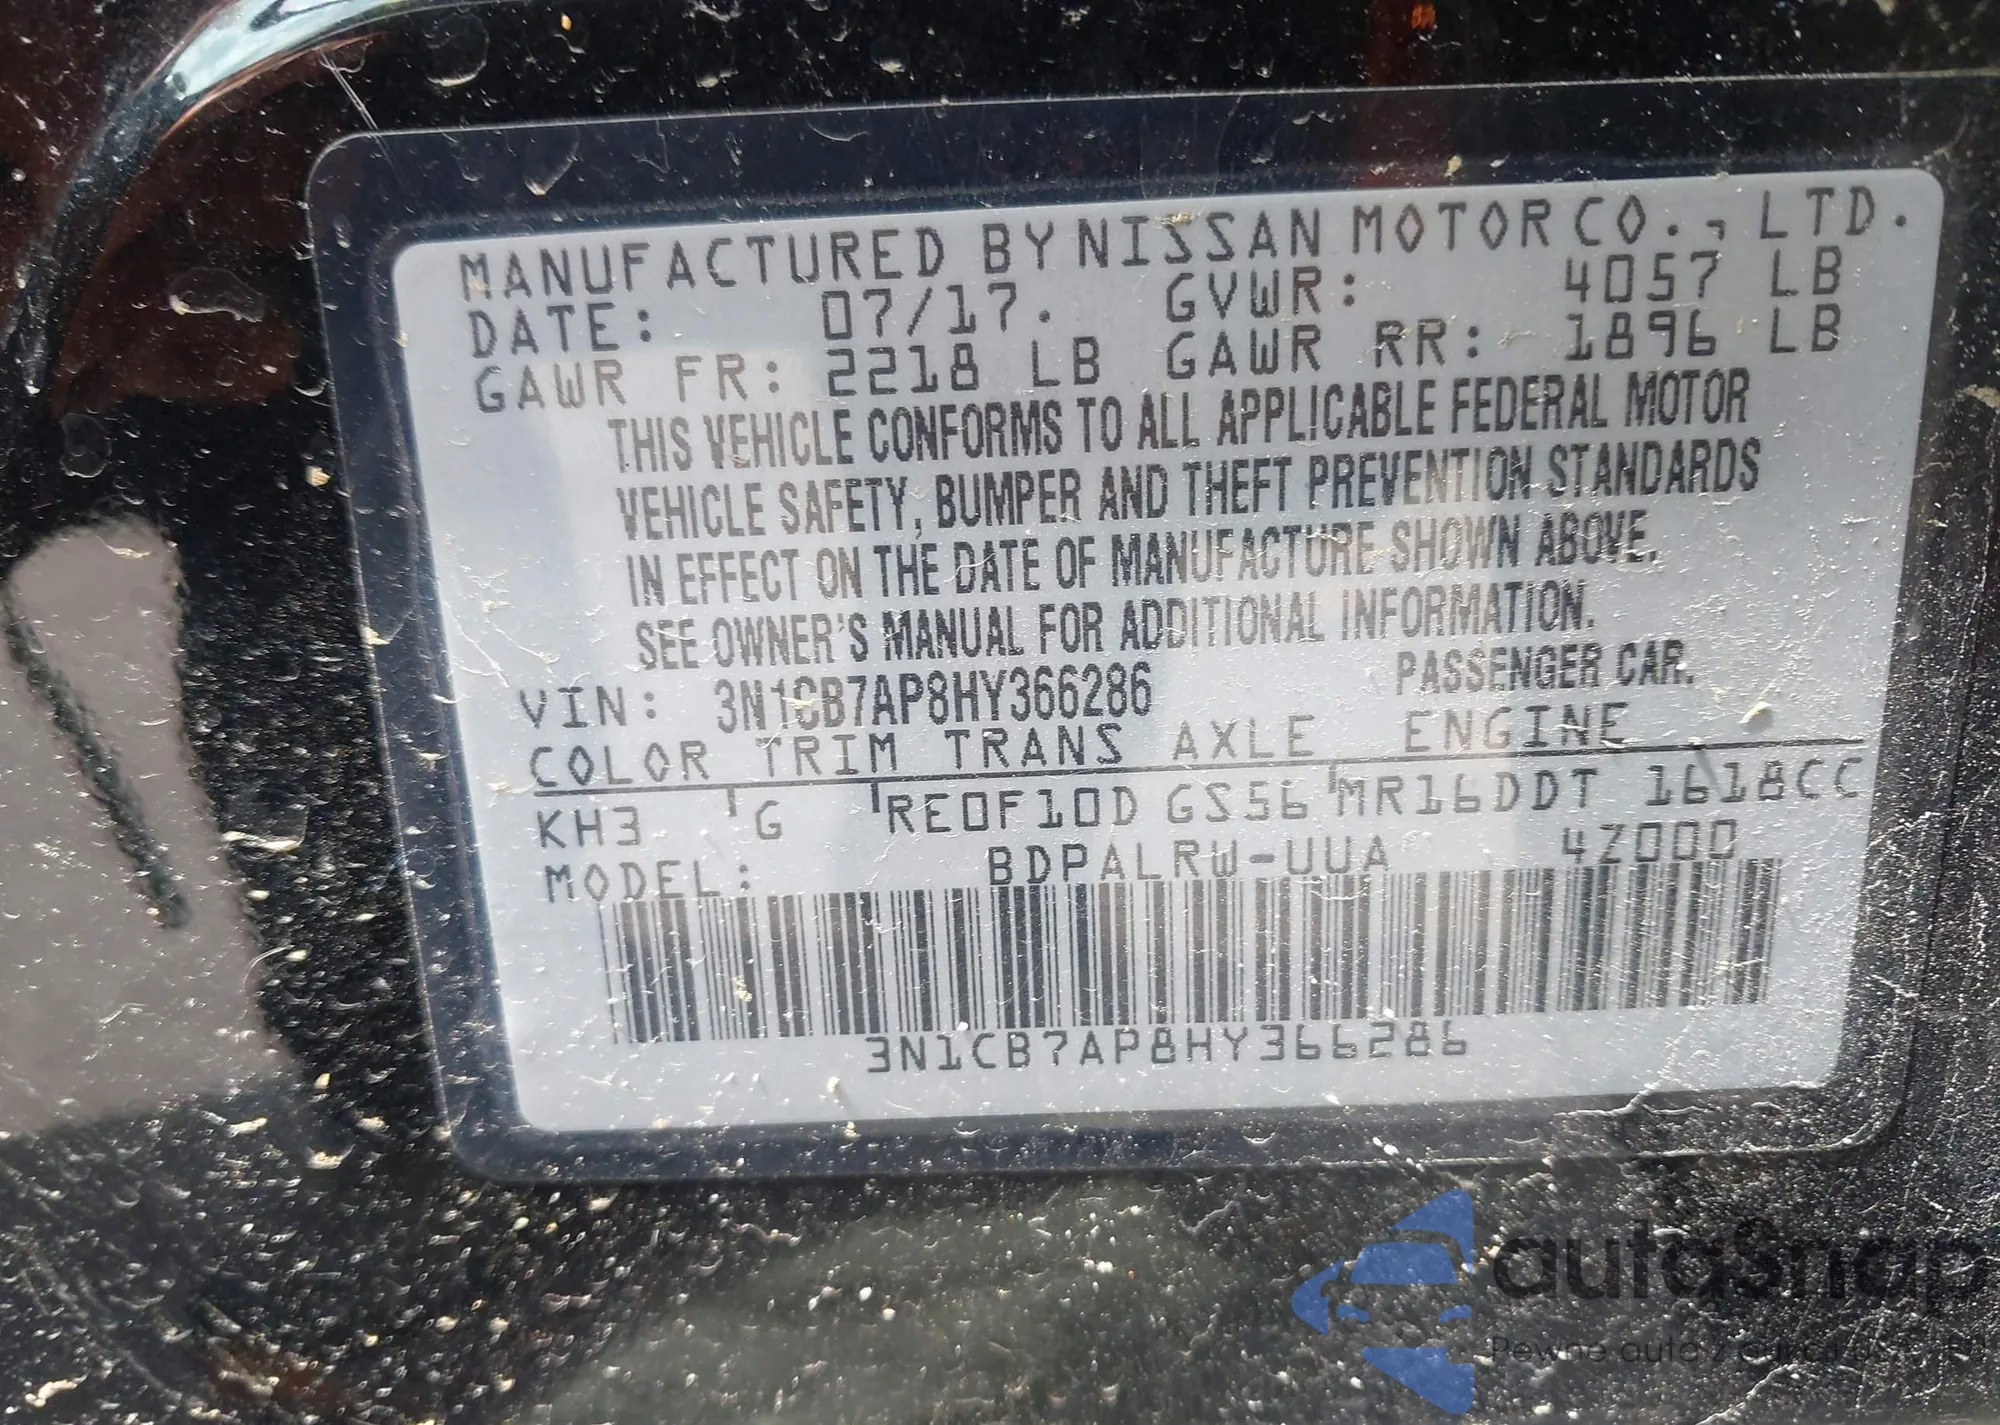 MANUFACTURED BY NISSAN MOTOR CO., LTD.
DATE: 07/17. GVWR: 4057 LB
GAWR FR: 2218 LB GAWR RR: 1896 LB
THIS VEHICLE CONFORMS TO ALL APPLICABLE FEDERAL MOTOR
VEHICLE SAFETY, BUMPER AND THEFT PREVENTION STANDARDS
IN EFFECT ON THE DATE OF MANUFACTURE SHOWN ABOVE.
SEE OWNER'S MANUAL FOR ADDITIONAL INFORMATION.
VIN: 3N1CB7AP8HY366286 PASSENGER CAR.
COLOR TRIM TRANS AXLE ENGINE
KH3 G RE0F10D GS56 MR16DDT 1618CC
MODEL: BDPALRW-UUA 4Z000
3N1CB7AP8HY366286
autoSnap
Pewne auto z